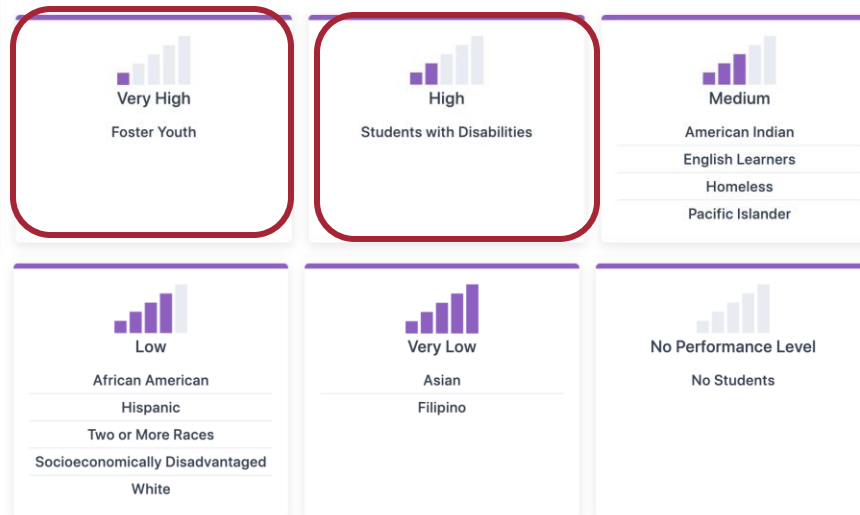 Very High
Foster Youth
High
Students with Disabilities
Medium
American Indian
English Learners
Homeless
Pacific Islander
Low
African American
Hispanic
Two or More Races
Socioeconomically Disadvantaged
White
Very Low
Asian
Filipino
No Performance Level
No Students